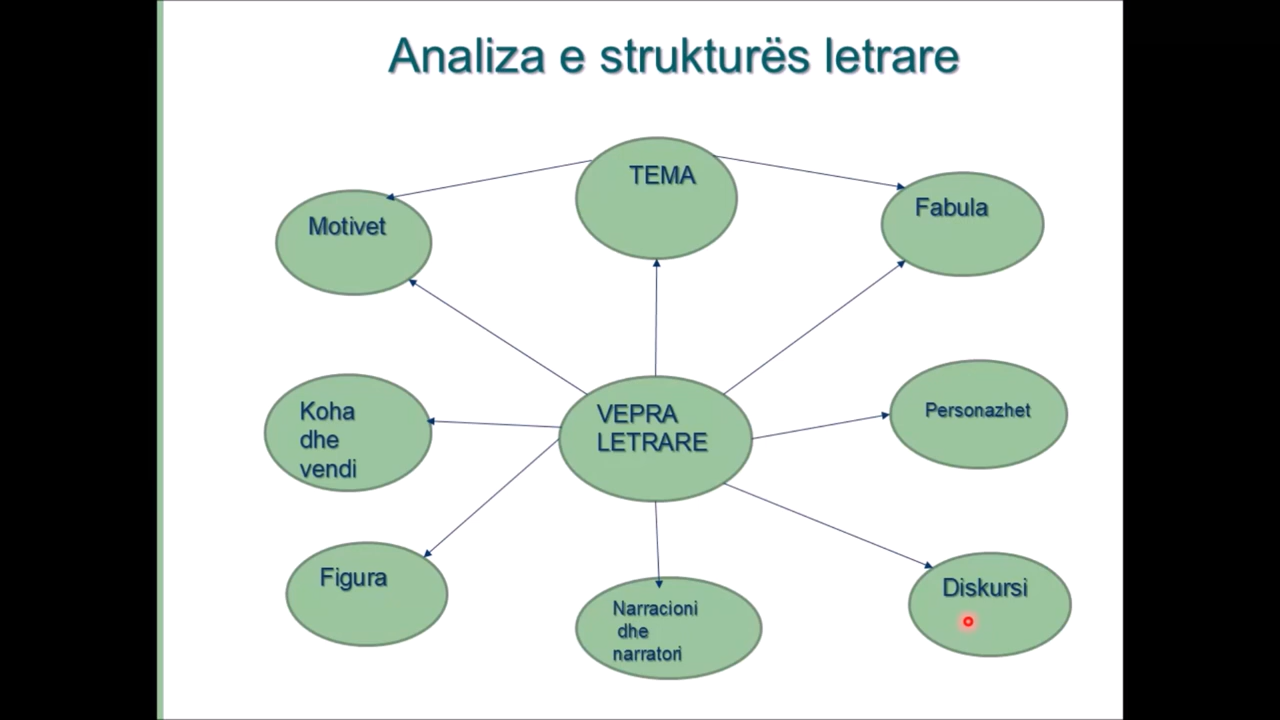 Analiza e strukturës letrare
TEMA
Motivet
Fabula
VEPRA
LETRARE
Koha
dhe
vendi
Personazhet
Figura
Narracioni
dhe
narratori
Diskursi